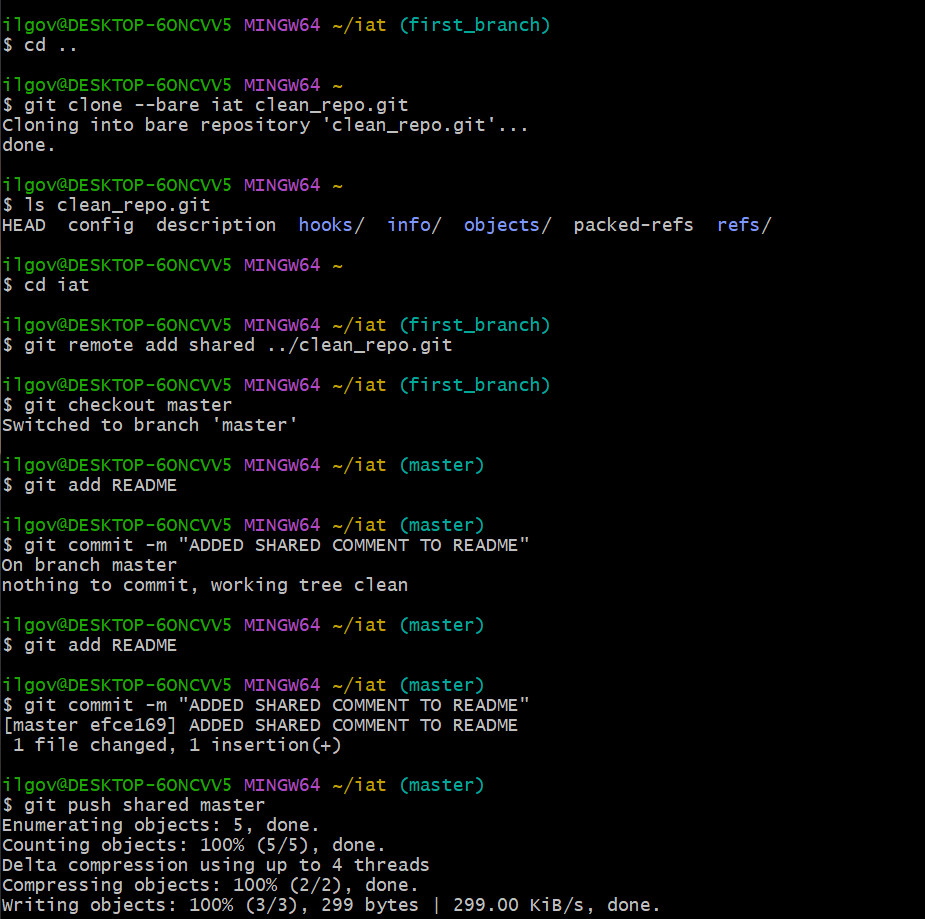 ilgov@DESKTOP-6ONCVV5 MINGW64 ~/iat (first_branch)
$ cd ..
ilgov@DESKTOP-6ONCVV5 MINGW64 ~
$ git clone --bare iat clean_repo.git
Cloning into bare repository 'clean_repo.git'...
done.
ilgov@DESKTOP-6ONCVV5 MINGW64 ~
$ ls clean_repo.git
HEAD  config  description  hooks/  info/  objects/  packed-refs  refs/
ilgov@DESKTOP-6ONCVV5 MINGW64 ~
$ cd iat
ilgov@DESKTOP-6ONCVV5 MINGW64 ~/iat (first_branch)
$ git remote add shared ../clean_repo.git
ilgov@DESKTOP-6ONCVV5 MINGW64 ~/iat (first_branch)
$ git checkout master
Switched to branch 'master'
ilgov@DESKTOP-6ONCVV5 MINGW64 ~/iat (master)
$ git add README
ilgov@DESKTOP-6ONCVV5 MINGW64 ~/iat (master)
$ git commit -m "ADDED SHARED COMMENT TO README"
On branch master
nothing to commit, working tree clean
ilgov@DESKTOP-6ONCVV5 MINGW64 ~/iat (master)
$ git add README
ilgov@DESKTOP-6ONCVV5 MINGW64 ~/iat (master)
$ git commit -m "ADDED SHARED COMMENT TO README"
[master efce169] ADDED SHARED COMMENT TO README
 1 file changed, 1 insertion(+)
ilgov@DESKTOP-6ONCVV5 MINGW64 ~/iat (master)
$ git push shared master
Enumerating objects: 5, done.
Counting objects: 100% (5/5), done.
Delta compression using up to 4 threads
Compressing objects: 100% (2/2), done.
Writing objects: 100% (3/3), 299 bytes | 299.00 KiB/s, done.